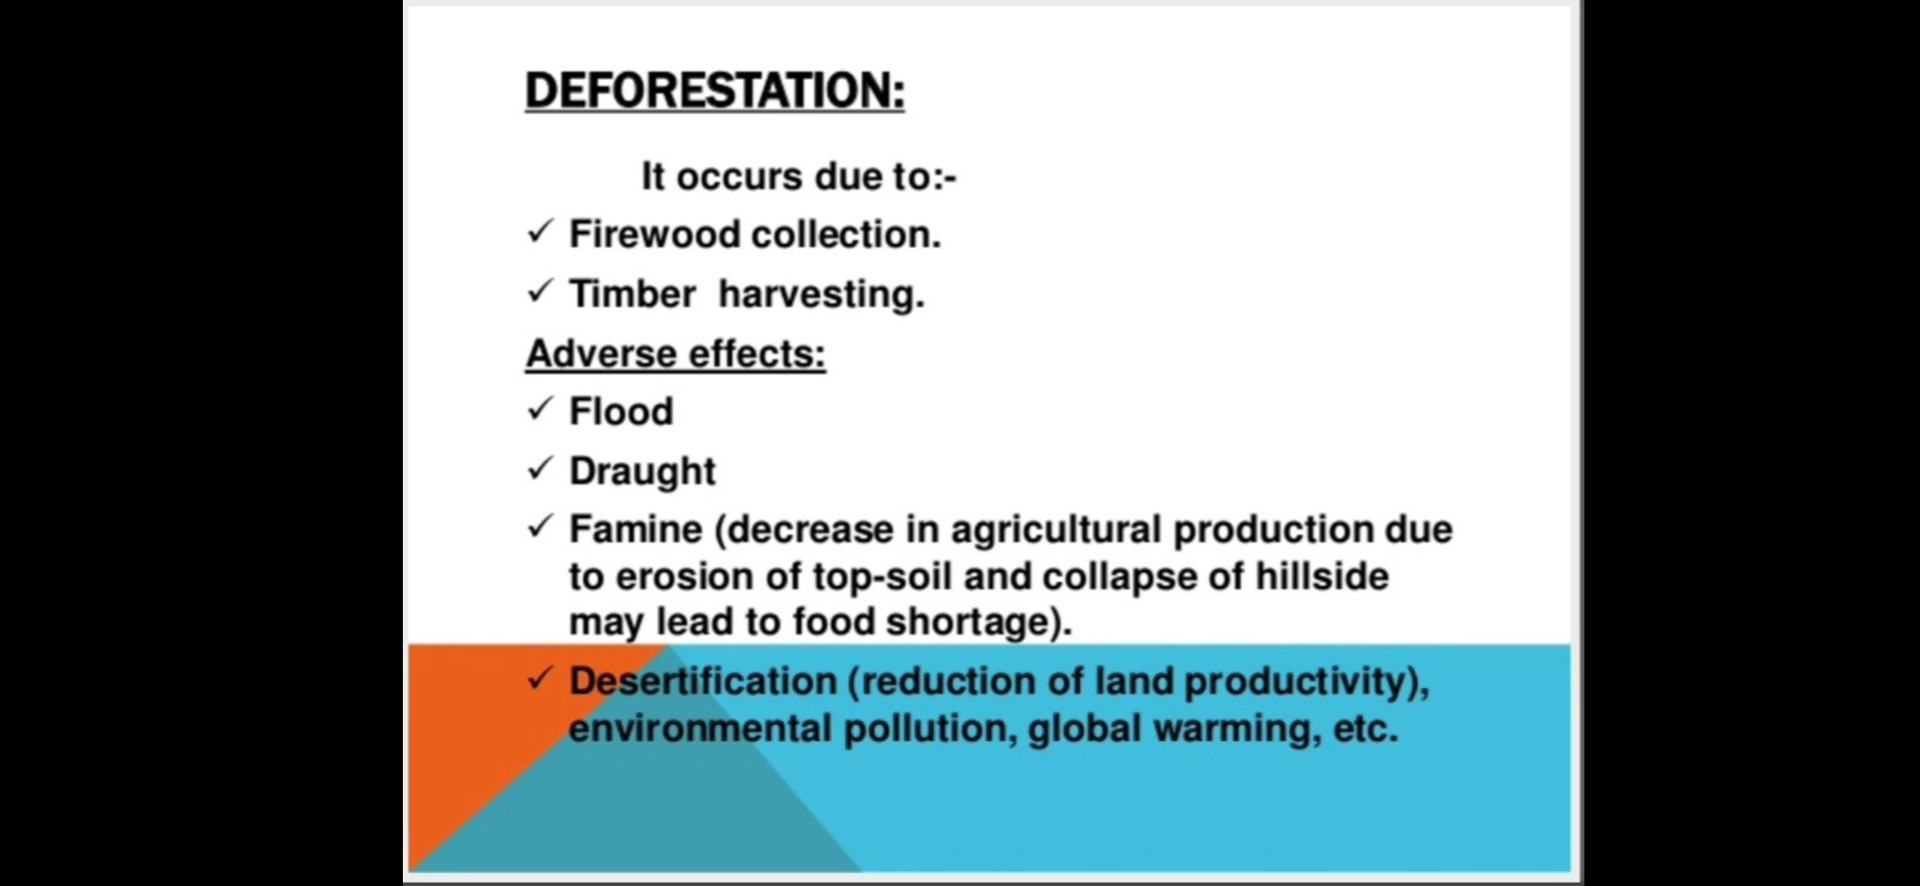 DEFORESTATION:
It occurs due to:-
✓ Firewood collection.
✓ Timber harvesting.
Adverse effects:
✓ Flood
✓ Draught
✓ Famine (decrease in agricultural production due
to erosion of top-soil and collapse of hillside
may lead to food shortage).
✓ Desertification (reduction of land productivity),
environmental pollution, global warming, etc.